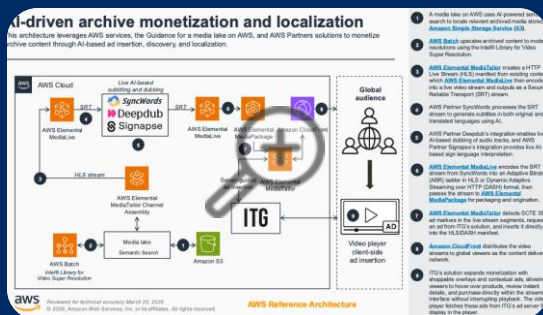 AI-driven archive monetization and localization
This architecture leverages AWS services, the Guidance for a media lake on AWS, and AWS Partners solutions to monetize
archive content through AI-based ad insertion, discovery, and localization.
aws
AWS Cloud
Live AI-based
subtitling and dubbing
SyncWords
Deepdub
Signapse
SRT
SRT
AWS Elemental
MediaLive
AWS Elemental
MediaLive
AWS Elemental
MediaPackage
Amazon CloudFront
Global
audience
HLS stream
AWS Elemental
MediaTailor
AWS Elemental
MediaTailor Channel
Assembly
ITG
Media lake
Semantic Search
AWS Batch
Intel® Library for
Video Super Resolution
Amazon S3
AD
Video player
client-side
ad insertion
aws
Reviewed for technical accuracy March 25, 2026
© 2026, Amazon Web Services, Inc. or its affiliates. All rights reserved.
AWS Reference Architecture
1
A media lake on AWS uses AI-powered
search to locate relevant archived media
Amazon Simple Storage Service (S3).
2
AWS Batch upscales archived content to
resolutions using the Intel® Library for Video
Super Resolution.
3
AWS Elemental MediaTailor creates a HTTP
Live Stream (HLS) manifest from existing
which AWS Elemental MediaLive then
into a live video stream and outputs as a Secure
Reliable Transport (SRT) stream.
4
AWS Partner SyncWords processes the SRT
stream to generate subtitles in both original and
translated languages using AI.
5
AWS Partner Deepdub's integration enables
AI-based dubbing of audio tracks, and AWS
Partner Signapse's integration provides live AI-
based sign language interpretation.
6
AWS Elemental MediaLive encodes the SRT
stream from SyncWords into an Adaptive
(ABR) ladder in HLS or Dynamic Adaptive
Streaming over HTTP (DASH) format, then
passes the stream to AWS Elemental
MediaPackage for packaging and origination.
7
AWS Elemental MediaTailor detects SCTE 35
ad markers in the live stream segments,
an ad from ITG's solution, and inserts it directly
into the HLS/DASH manifest.
8
Amazon CloudFront distributes the video
streams to global viewers as the content delivery
network.
9
ITG's solution expands monetization with
shoppable overlays and contextual ads, allowing
viewers to hover over products, review instant
details, and purchase directly within the
interface without interrupting playback. The video
player fetches those ads from ITG's ad server
display in the player.